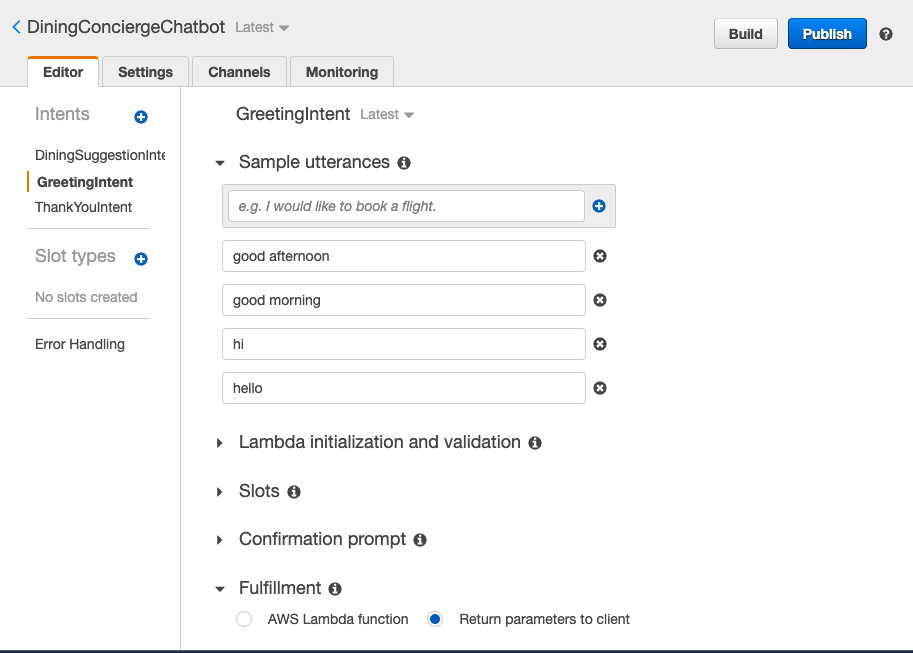 DiningConciergeChatbot Latest
Build Publish
Editor Settings Channels Monitoring
Intents
DiningSuggestionInte
GreetingIntent
ThankYouIntent
Slot types
No slots created
Error Handling
GreetingIntent Latest
Sample utterances
e.g. I would like to book a flight.
good afternoon
good morning
hi
hello
Lambda initialization and validation
Slots
Confirmation prompt
Fulfillment
AWS Lambda function Return parameters to client